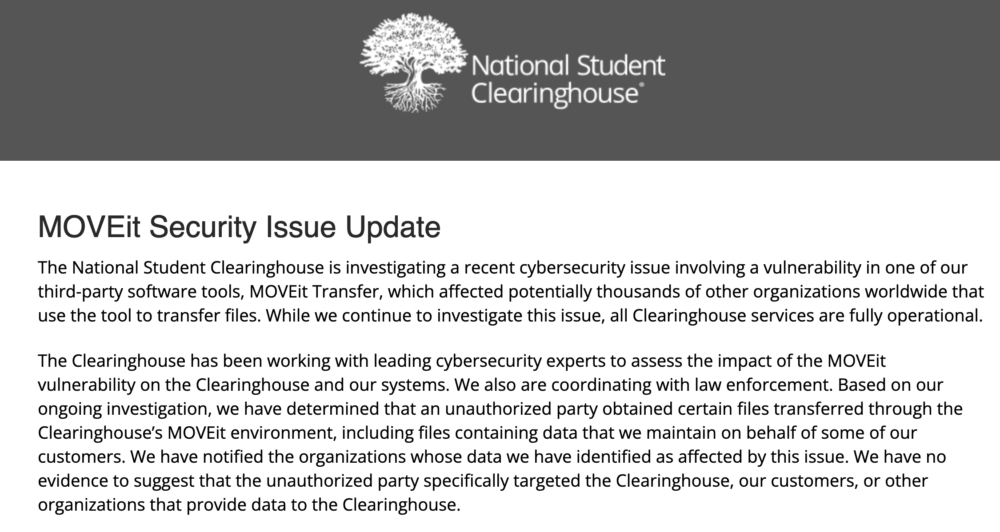 National Student
Clearinghouse®
MOVEit Security Issue Update
The National Student Clearinghouse is investigating a recent cybersecurity issue involving a vulnerability in one of our
third-party software tools, MOVEit Transfer, which affected potentially thousands of other organizations worldwide that
use the tool to transfer files. While we continue to investigate this issue, all Clearinghouse services are fully operational.
The Clearinghouse has been working with leading cybersecurity experts to assess the impact of the MOVEit
vulnerability on the Clearinghouse and our systems. We also are coordinating with law enforcement. Based on our
ongoing investigation, we have determined that an unauthorized party obtained certain files transferred through the
Clearinghouse’s MOVEit environment, including files containing data that we maintain on behalf of some of our
customers. We have notified the organizations whose data we have identified as affected by this issue. We have no
evidence to suggest that the unauthorized party specifically targeted the Clearinghouse, our customers, or other
organizations that provide data to the Clearinghouse.